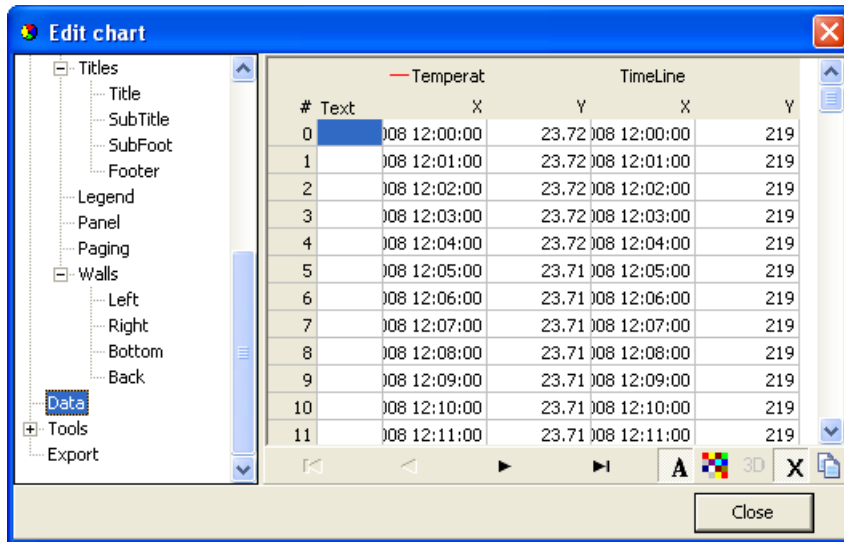 Edit chart
Titles
Title
SubTitle
SubFoot
Footer
Legend
Panel
Paging
Walls
Left
Right
Bottom
Back
Data
Tools
Export
Temperat TimeLine
# Text X Y X Y
0 008 12:00:00 23.72 008 12:00:00 219
1 008 12:01:00 23.72 008 12:01:00 219
2 008 12:02:00 23.72 008 12:02:00 219
3 008 12:03:00 23.72 008 12:03:00 219
4 008 12:04:00 23.72 008 12:04:00 219
5 008 12:05:00 23.71 008 12:05:00 219
6 008 12:06:00 23.71 008 12:06:00 219
7 008 12:07:00 23.71 008 12:07:00 219
8 008 12:08:00 23.71 008 12:08:00 219
9 008 12:09:00 23.71 008 12:09:00 219
10 008 12:10:00 23.71 008 12:10:00 219
11 008 12:11:00 23.71 008 12:11:00 219
A 3D X
Close